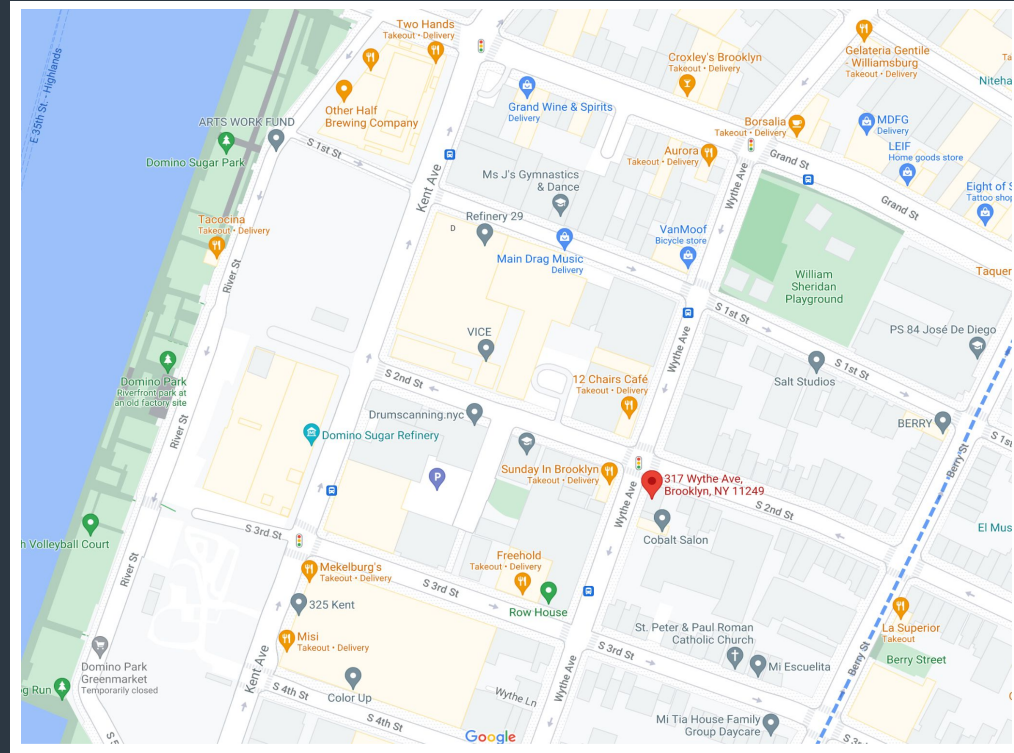 E 35th St. - Highlands
Two Hands
Takeout • Delivery
Other Half
Brewing Company
Grand Wine & Spirits
Delivery
Croxley's Brooklyn
Takeout • Delivery
Gelateria Gentile
- Williamsburg
Takeout • Delivery
Ta
Niteha
ARTS WORK FUND
Domino Sugar Park
S 1st St
Kent Ave
Ms J's Gymnastics
& Dance
Aurora
Takeout • Delivery
Borsalia
Takeout • Delivery
MDFG
Delivery
LEIF
Home goods store
Grand St
Grand St
Eight of S
Tattoo shop
Wythe Ave
Tacocina
Takeout • Delivery
River St
Refinery 29
D
Main Drag Music
Delivery
VanMoof
Bicycle store
William
Sheridan
Playground
Taquer
S 1st St
S 1st St
PS 84 José De Diego
VICE
Wythe Ave
Salt Studios
Domino Park
Riverfront park at
an old factory site
River St
S 2nd St
12 Chairs Café
Takeout • Delivery
Drumscanning.nyc
Domino Sugar Refinery
BERRY
S 1s
Berry St
P
Sunday In Brooklyn
Takeout • Delivery
317 Wythe Ave,
Brooklyn, NY 11249
S 2nd St
Wythe Ave
Cobalt Salon
El Mus
h Volleyball Court
River St
S 3rd St
Mekelburg's
Takeout • Delivery
S 3rd St
Freehold
Takeout • Delivery
Row House
325 Kent
Misi
Takeout • Delivery
Kent Ave
Color Up
S 4th St
S 4th St
Wythe Ln
Wythe Ave
St. Peter & Paul Roman
Catholic Church
S 3rd St
Mi Escuelita
La Superior
Takeout
Berry Street
Berry St
Domino Park
Greenmarket
Temporarily closed
g Run
S 5
Mi Tia House Family
Group Daycare
S 3rd
Google